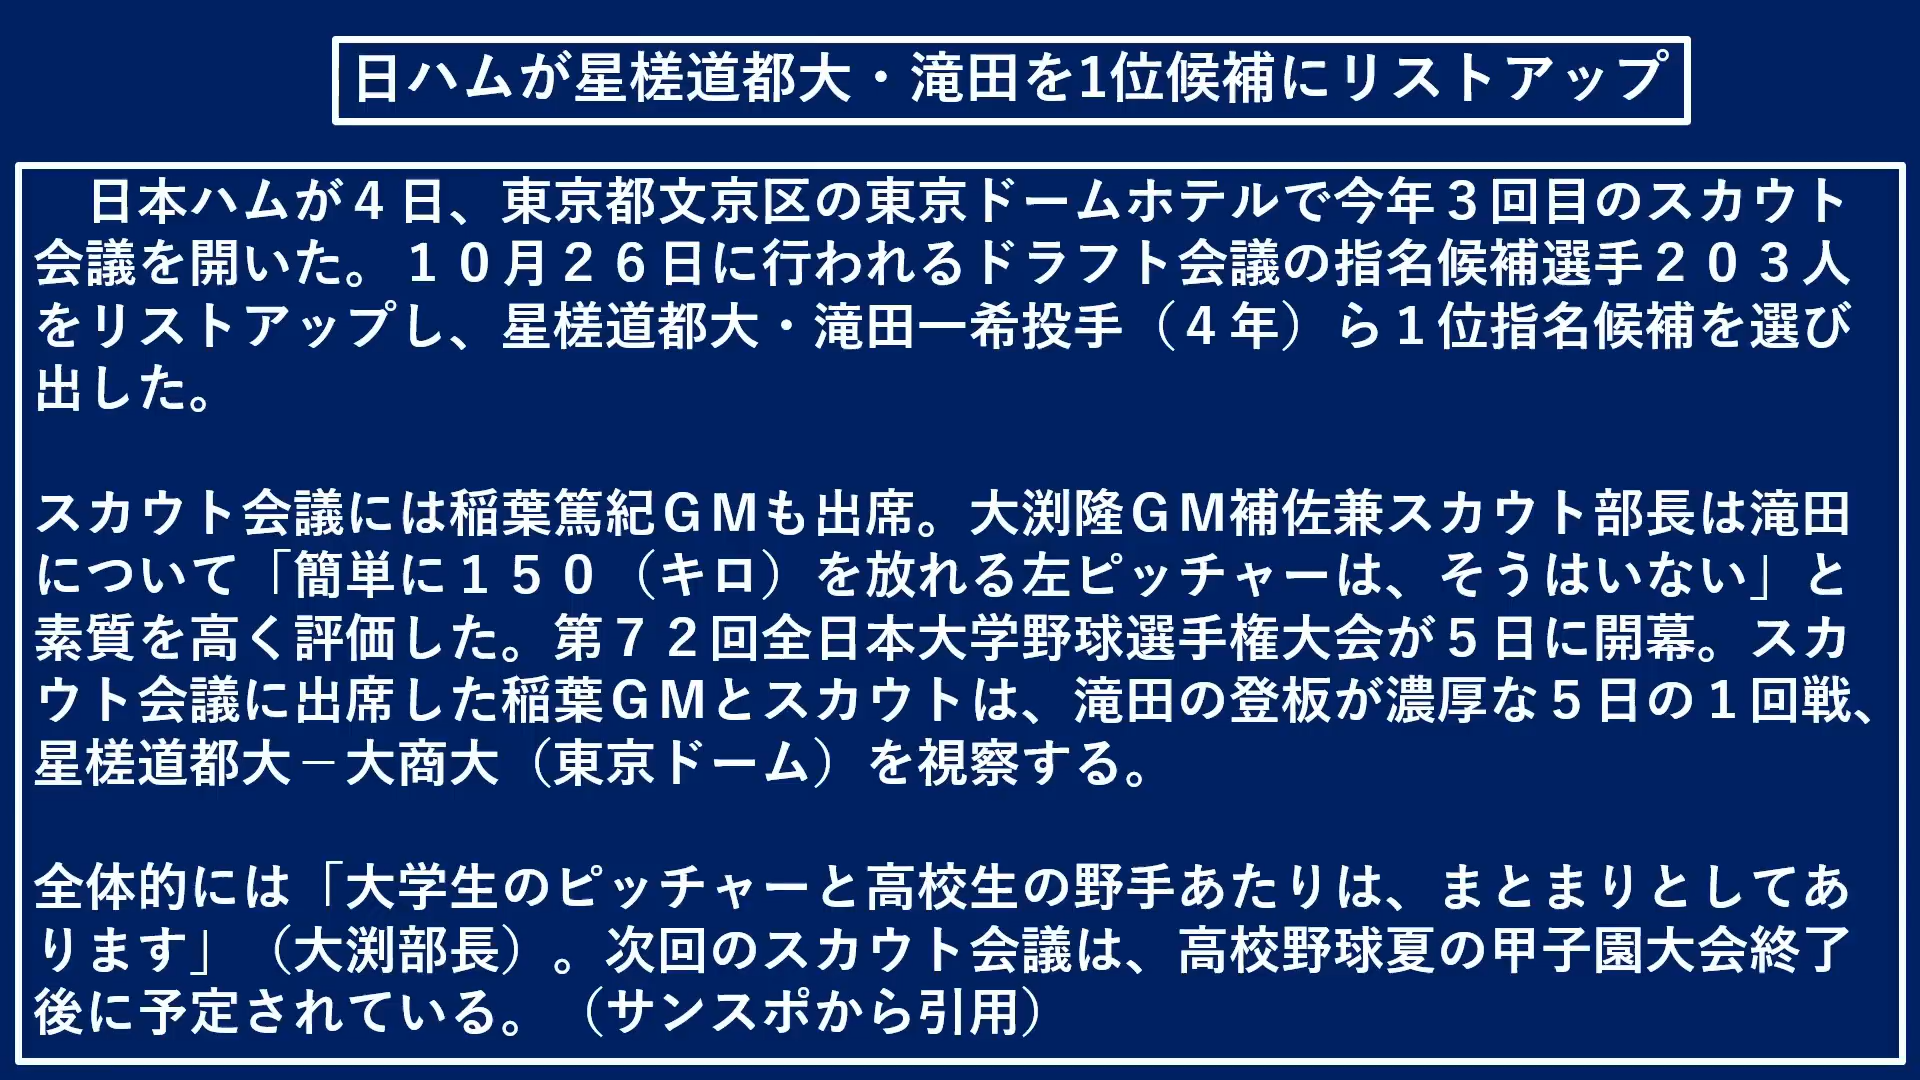 日ハムが星槎道都大・滝田を1位候補にリストアップ
　日本ハムが４日、東京都文京区の東京ドームホテルで今年３回目のスカウト
会議を開いた。１０月２６日に行われるドラフト会議の指名候補選手２０３人
をリストアップし、星槎道都大・滝田一希投手（４年）ら１位指名候補を選び
出した。
スカウト会議には稲葉篤紀ＧＭも出席。大渕隆ＧＭ補佐兼スカウト部長は滝田
について「簡単に１５０（キロ）を放れる左ピッチャーは、そうはいない」と
素質を高く評価した。第７２回全日本大学野球選手権大会が５日に開幕。スカ
ウト会議に出席した稲葉ＧＭとスカウトは、滝田の登板が濃厚な５日の１回戦、
星槎道都大－大商大（東京ドーム）を視察する。
全体的には「大学生のピッチャーと高校生の野手あたりは、まとまりとしてあ
ります」（大渕部長）。次回のスカウト会議は、高校野球夏の甲子園大会終了
後に予定されている。（サンスポから引用）